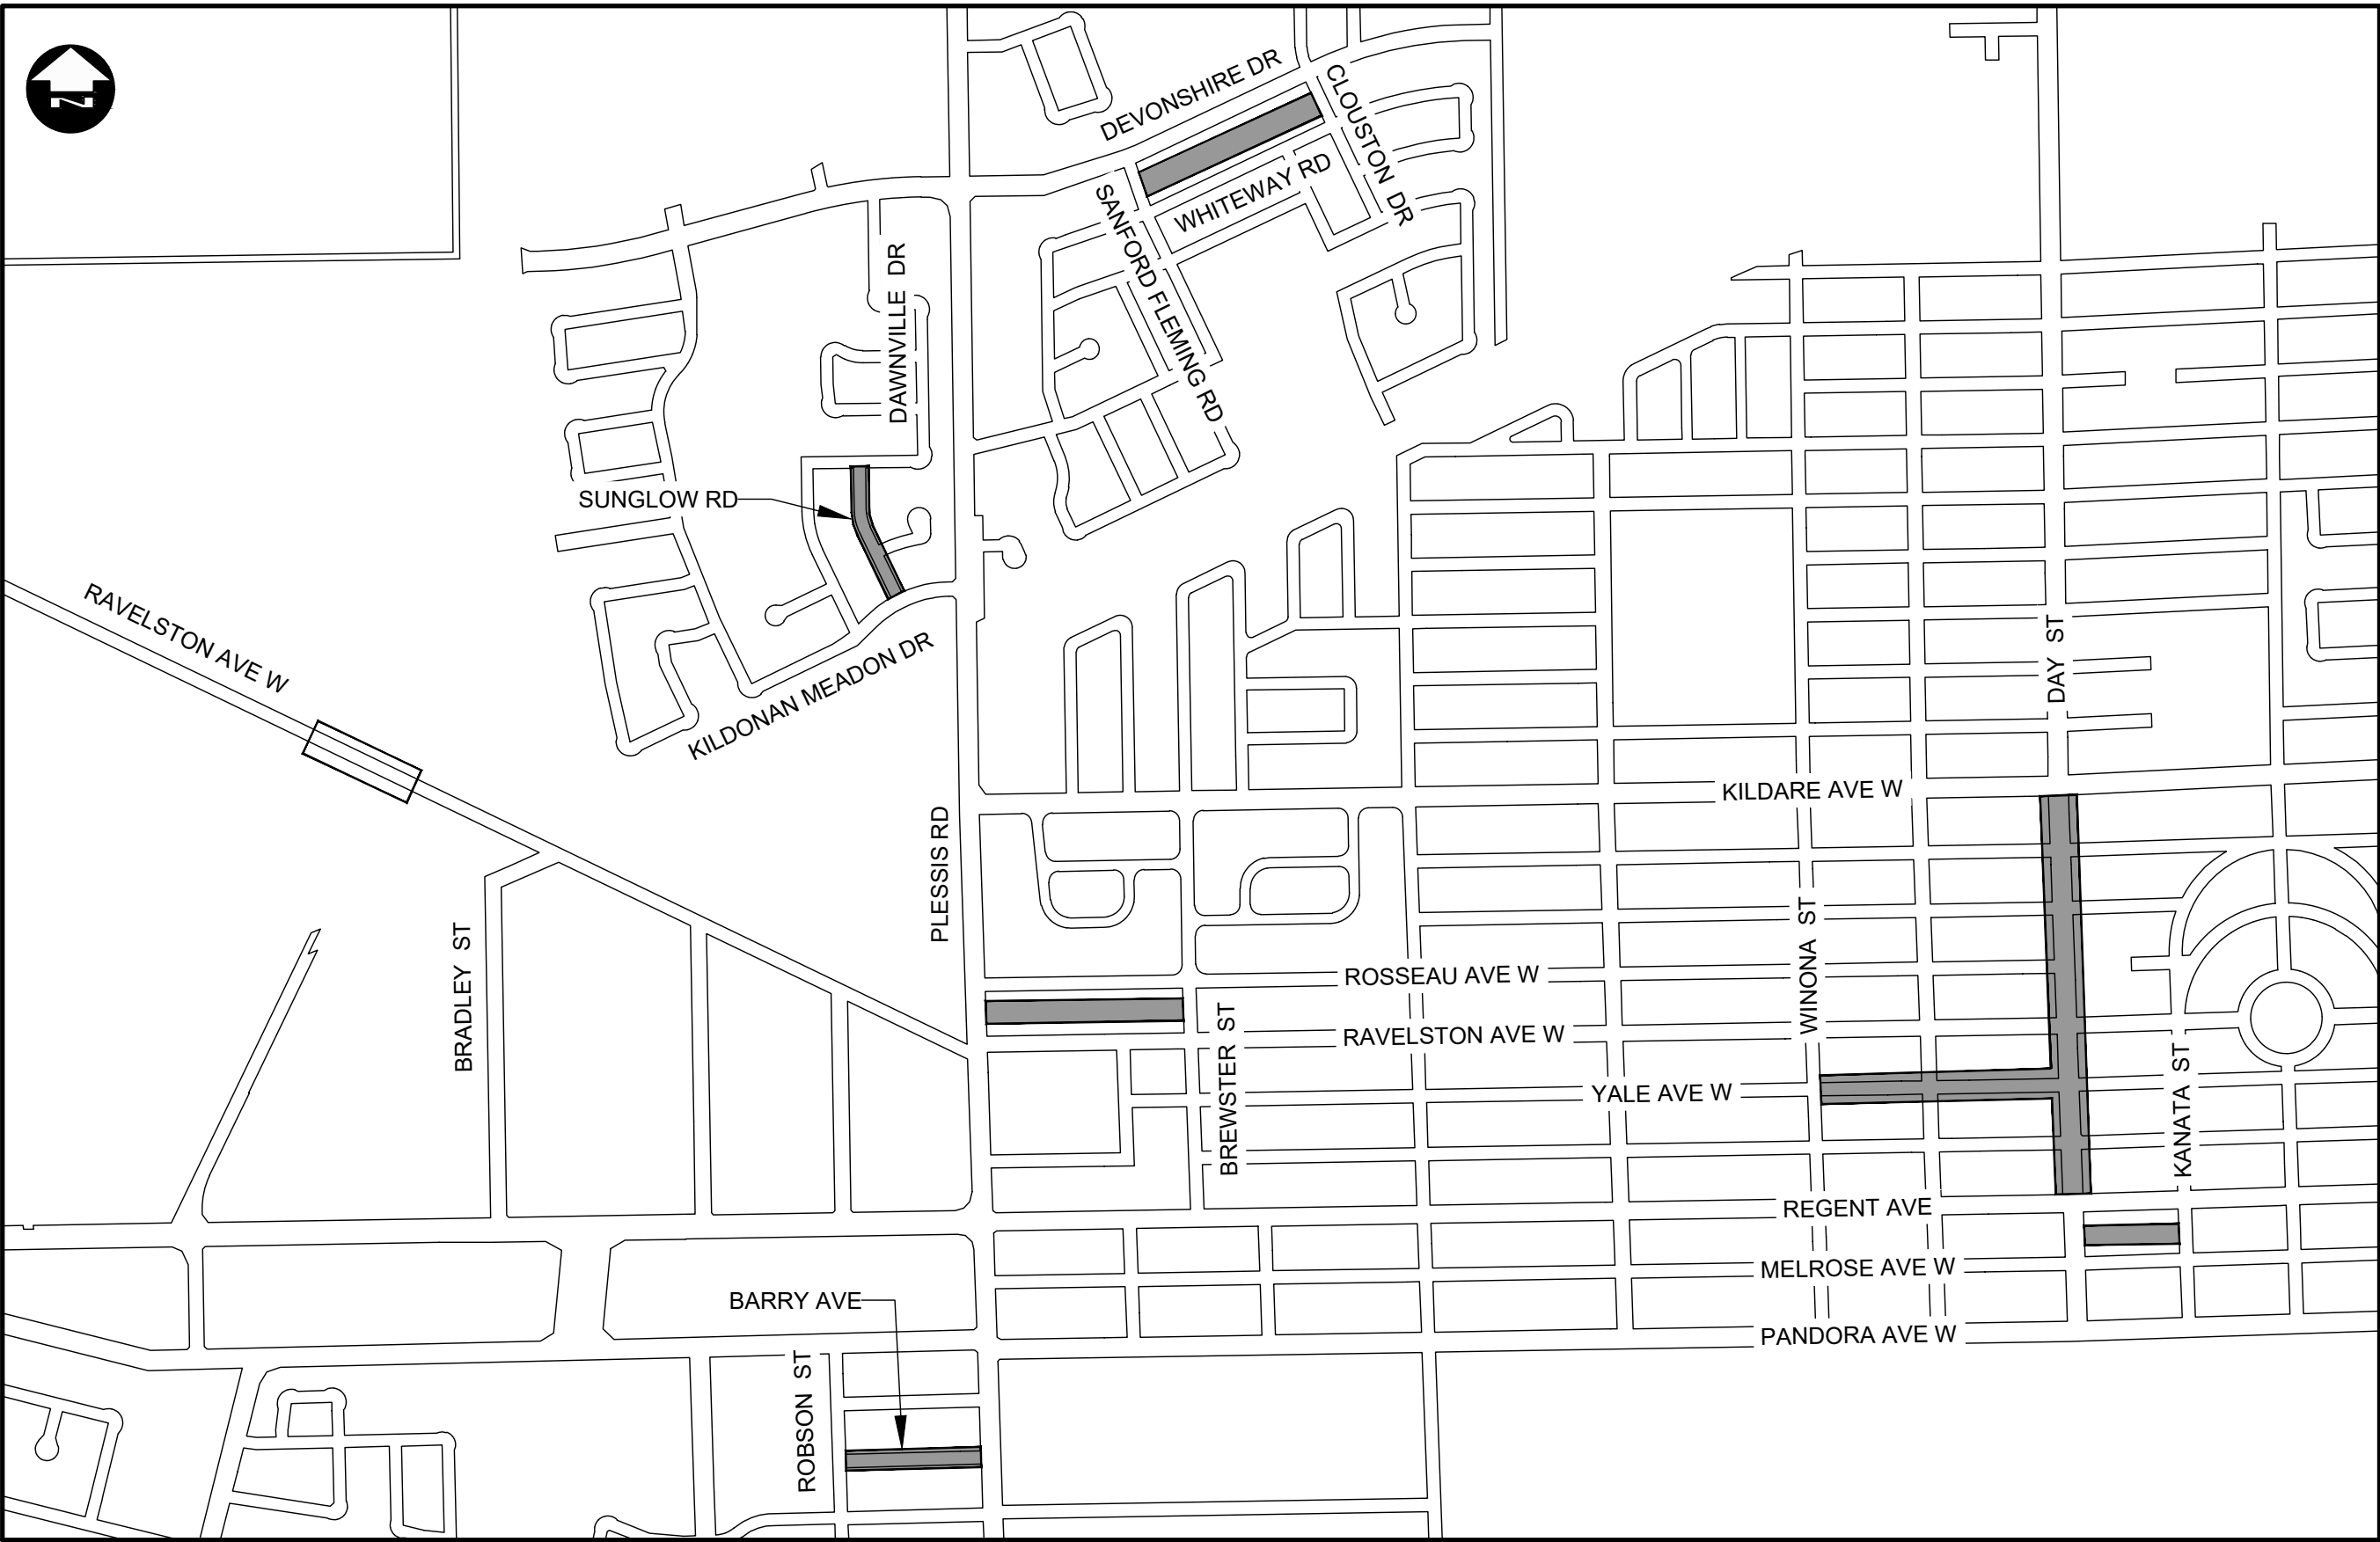 N
DEVONSHIRE DR
CLOUSTON DR
WHITEWAY RD
SANFORD FLEMING RD
DAWNVILLE DR
SUNGLOW RD
RAVELSTON AVE W
KILDONAN MEADON DR
DAY ST
KILDARE AVE W
PLESSIS RD
BRADLEY ST
WINONA ST
ROSSEAU AVE W
RAVELSTON AVE W
BREWSTER ST
YALE AVE W
KANATA ST
REGENT AVE
MELROSE AVE W
BARRY AVE
PANDORA AVE W
ROBSON ST